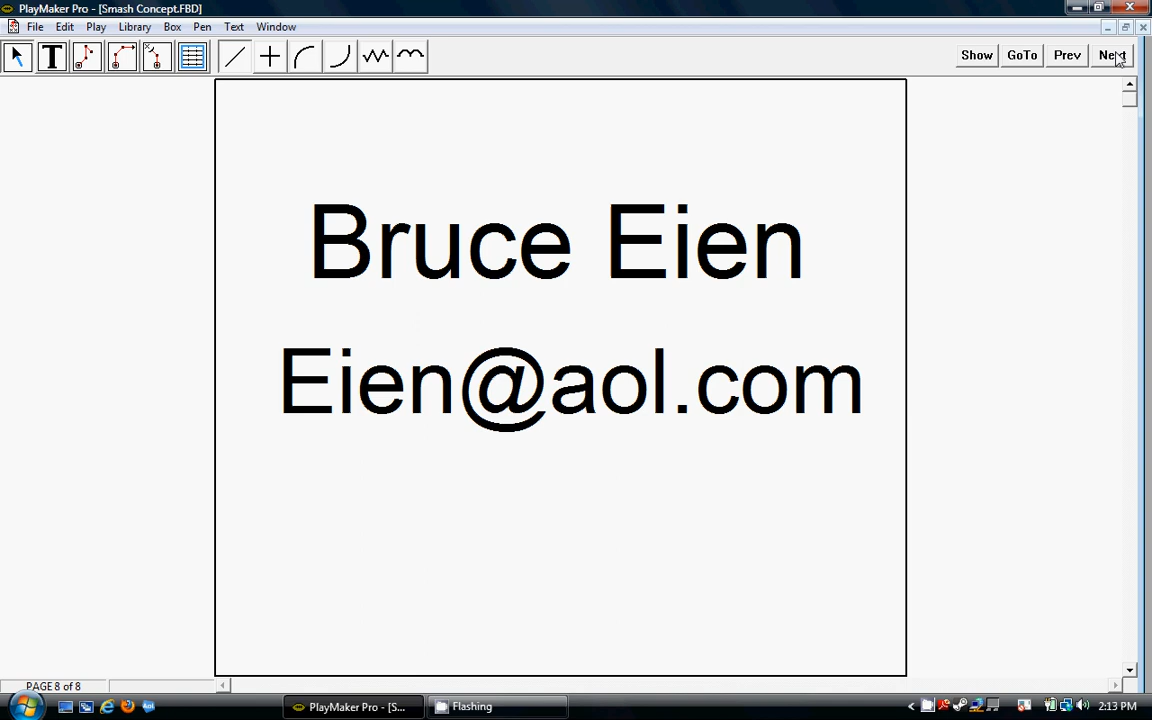 PlayMaker Pro - [Smash Concept.FBD]
File Edit Play Library Box Pen Text Window
T Show GoTo Prev Next
Bruce Eien
Eien@aol.com
PAGE 8 of 8
PlayMaker Pro - [S... Flashing 2:13 PM